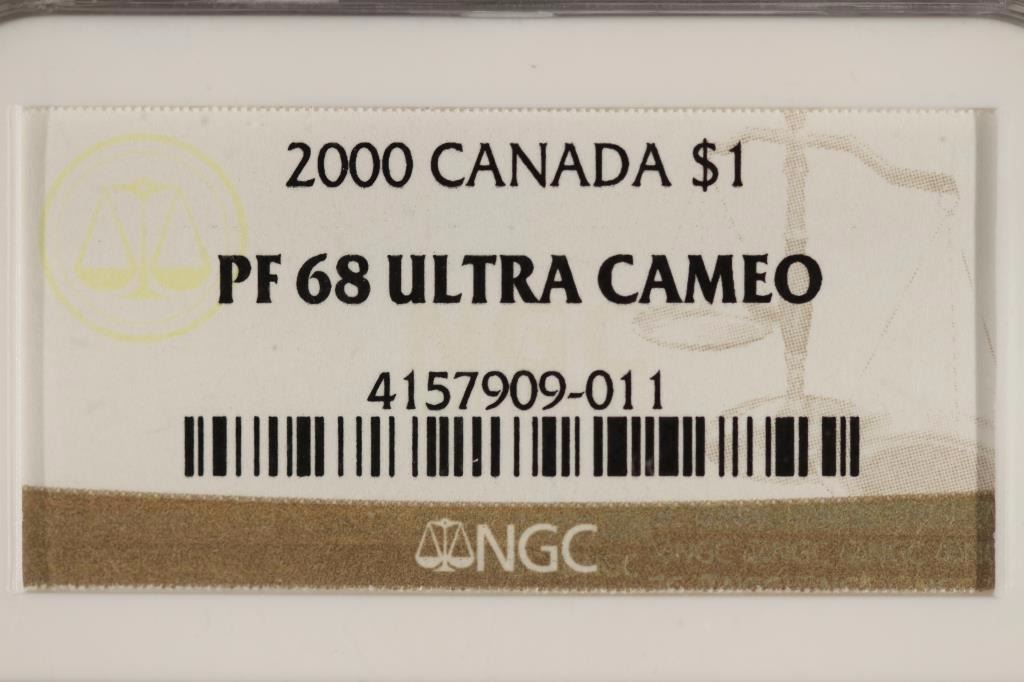 2000 CANADA $1
PF 68 ULTRA CAMEO
4157909-011
NGC